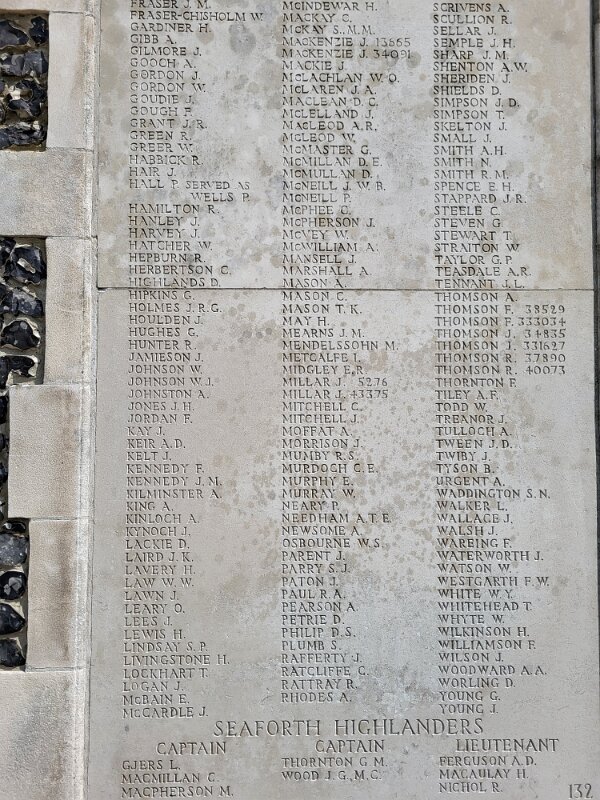 FRASER J. M.
FRASER-CHISHOLM W.
GARDINER H.
GIBB A.
GILMORE J.
GOOCH A.
GORDON J.
GORDON W.
GOUDIE J.
GOUGH F.
GRANT J. R.
GREEN R.
GREER W.
HABBICK R.
HAIR J.
HALL P. SERVED AS
WELLS P.
HAMILTON R.
HANLEY J.
HARVEY J.
HATCHER W.
HEPBURN R.
HERBERTSON C.
HIGHLANDS D.
HIPKINS G.
HOLMES J. R. G.
HOULDEN J.
HUGHES G.
HUNTER R.
JAMIESON J.
JOHNSON W.
JOHNSON W. J.
JOHNSTON A.
JONES J. H.
JORDAN F.
KAY J.
KEIR A. D.
KELT J.
KENNEDY F.
KENNEDY J. M.
KILMINSTER A.
KING A.
KINLOCH A.
KYNOCH J.
LACKIE D.
LAIRD J. K.
LAVERY H.
LAW W. W.
LAWN J.
LEARY O.
LEES J.
LEWIS H.
LINDSAY S. P.
LIVINGSTONE H.
LOCKHART T.
LOGAN J.
McBAIN E.
McCARDLE J.
McINDEWAR H.
MACKAY C.
McKAY S., M.M.
MacKENZIE J. 13665
MacKENZIE J. 34091
MACKIE J.
McLACHLAN W. O.
McLAREN J. A.
MACLEAN D. C.
McLELLAND J.
MacLEOD A. R.
McLEOD W.
McMASTER G.
McMILLAN D. E.
McMULLAN D.
McNEILL J. W. B.
McNEILL P.
McPHEE C.
McPHERSON J.
McVEY W.
McWILLIAM A.
MANSELL J.
MARSHALL A.
MASON A.
MASON C.
MASON T. K.
MAY H.
MEARNS J. M.
MENDELSSOHN M.
METCALFE I.
MIDGLEY E. R.
MILLAR J. 5276
MILLAR J. 43375
MITCHELL C.
MITCHELL J.
MOFFAT A.
MORRISON J.
MUMBY R. S.
MURDOCH C. E.
MURPHY E.
MURRAY W.
NEARY P.
NEEDHAM A. T. E.
NEWSOME A.
OSBOURNE W. S.
PARENT J.
PARRY S. J.
PATON J.
PAUL R. A.
PEARSON A.
PETRIE D.
PHILIP D. S.
PLUMB S.
RAFFERTY J.
RATCLIFFE C.
RATTRAY R.
RHODES A.
SCRIVENS A.
SCULLION R.
SELLAR J.
SEMPLE J. H.
SHARP J. M.
SHENTON A. W.
SHERIDEN J.
SHIELDS D.
SIMPSON J. D.
SIMPSON T.
SKELTON J.
SMALL J.
SMITH A. H.
SMITH N.
SMITH R. M.
SPENCE E. H.
STAPPARD J. R.
STEELE C.
STEVEN G.
STEWART T.
STRAITON W.
TAYLOR G. P.
TEASDALE A. R.
TENNANT J. L.
THOMSON A.
THOMSON F. 38529
THOMSON F. 333034
THOMSON J. 34835
THOMSON J. 331627
THOMSON R. 37890
THOMSON R. 40073
THORNTON F.
TILEY A. F.
TODD W.
TREANOR J.
TULLOCH A.
TWEEN J. D.
TWIBY J.
TYSON B.
URGENT A.
WADDINGTON S. N.
WALKER L.
WALLACE J.
WALSH J.
WAREING F.
WATERWORTH J.
WATSON W.
WESTGARTH F. W.
WHITE W. Y.
WHITEHEAD T.
WHYTE W.
WILKINSON H.
WILLIAMSON F.
WILSON J.
WOODWARD A. A.
WORLING D.
YOUNG G.
YOUNG J.
SEAFORTH HIGHLANDERS
CAPTAIN
GJERS L.
MACMILLAN C.
MACPHERSON M.
CAPTAIN
THORNTON G. M.
WOOD J. G., M.C.
LIEUTENANT
FERGUSON A. D.
MACAULAY H.
NICHOL R.
132